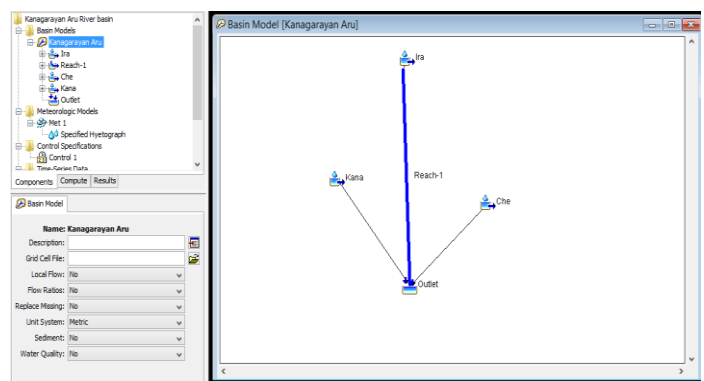 Kanagarayan Aru River basin
Basin Models
Kanagarayan Aru
Ira
Reach-1
Che
Kana
Outlet
Meteorologic Models
Met 1
Specified Hyetograph
Control Specifications
Control 1
Time-Series Data
Components Compute Results
Basin Model
Name: Kanagarayan Aru
Description:
Grid Cell File:
Local Flow: No
Flow Ratios: No
Replace Missing: No
Unit System: Metric
Sediment: No
Water Quality: No
Basin Model [Kanagarayan Aru]
Ira
Reach-1
Kana
Che
Outlet